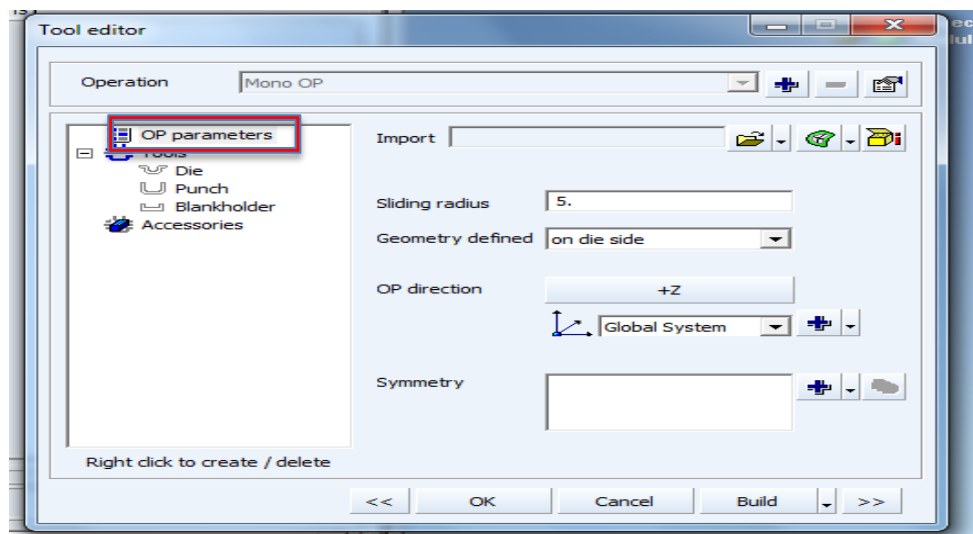 Tool editor
Operation Mono OP
OP parameters
Tools
Die
Punch
Blankholder
Accessories
Right click to create / delete
Import
Sliding radius 5.
Geometry defined on die side
OP direction +Z
Global System
Symmetry
<< OK Cancel Build >>